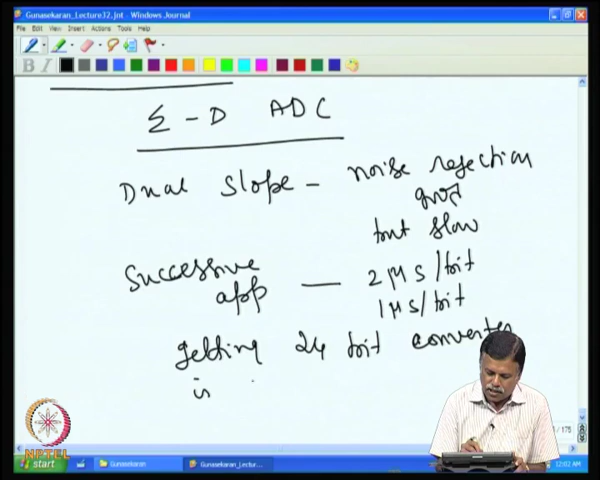 Gunasekaran_Lecture32.jnt - Windows Journal
File Edit View Insert Actions Tools Help
B I
Σ - D ADC
Dual Slope - noise rejection
good
but slow
Successive
app — 2 μs/bit
1 μs/bit
getting 24 bit converter
is
/ 175
NPTEL
start Gunasekaran Gunasekaran_Lectur... 12:02 AM